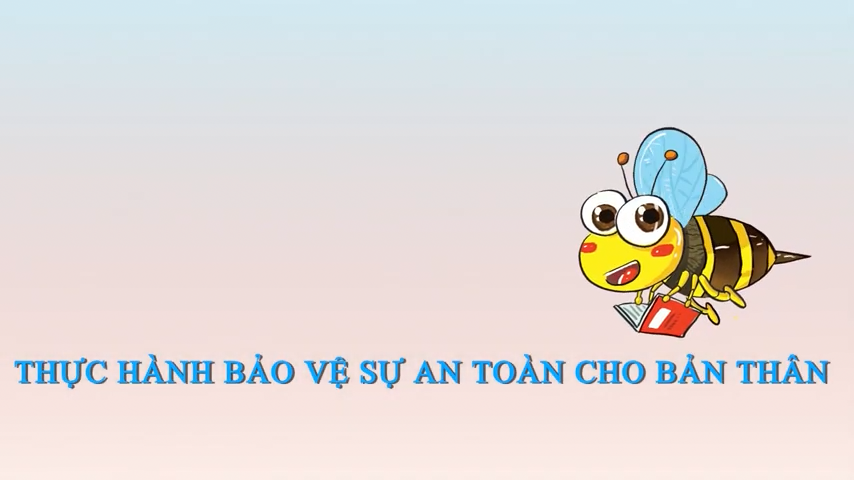 THỰC HÀNH BẢO VỆ SỰ AN TOÀN CHO BẢN THÂN